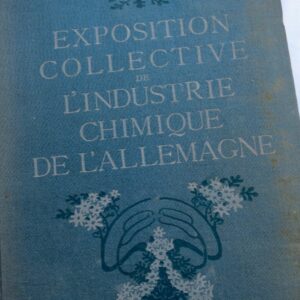 EXPOSITION
COLLECTIVE
DE
L'INDUSTRIE
CHIMIQUE
DE L'ALLEMAGNE